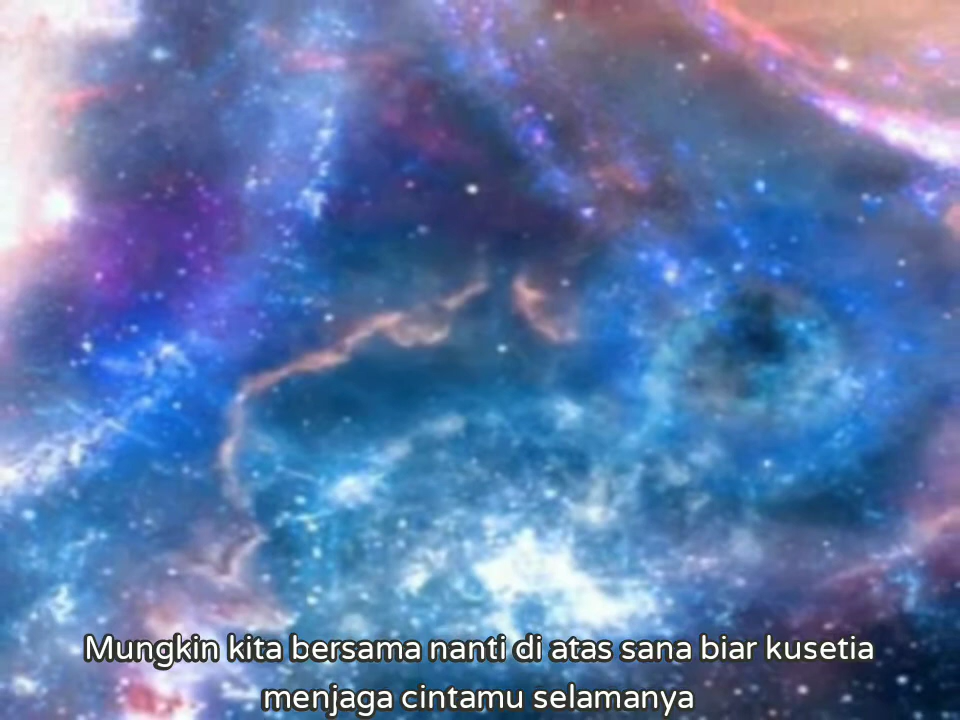 Mungkin kita bersama nanti di atas sana biar kusetia
menjaga cintamu selamanya